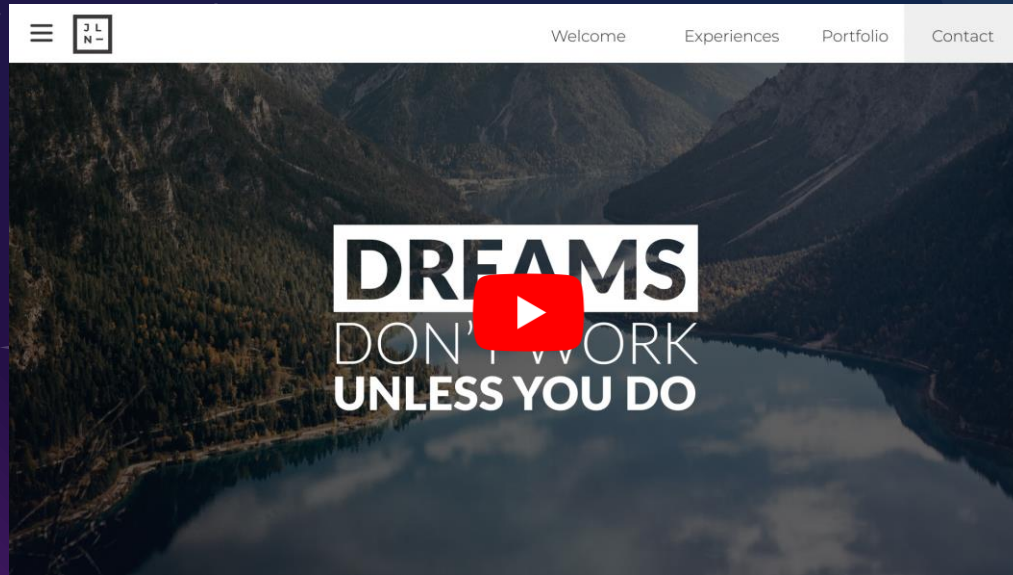 J L
N –
Welcome Experiences Portfolio Contact
DREAMS
DON'T WORK
UNLESS YOU DO